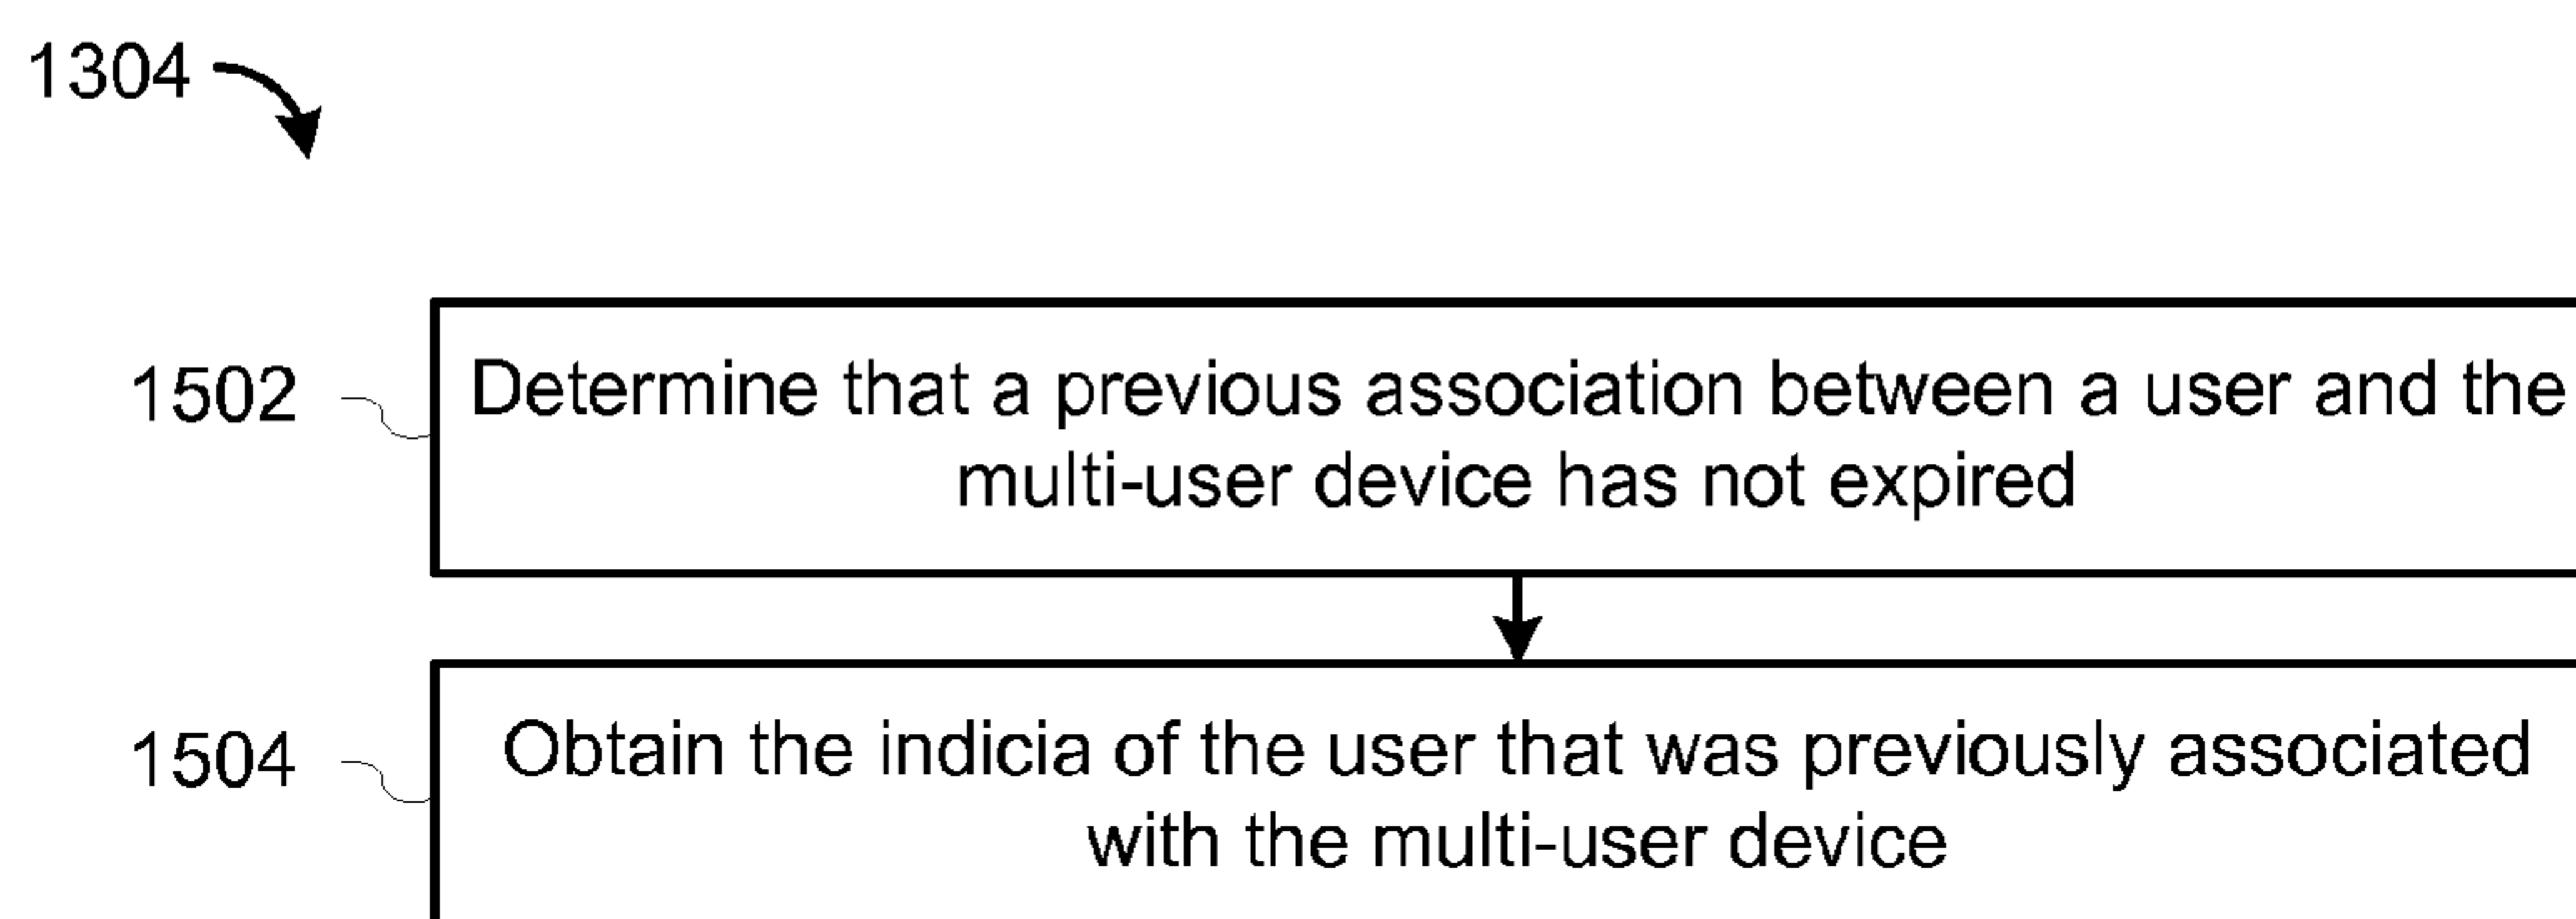 1304
1502
Determine that a previous association between a user and the
multi-user device has not expired
1504
Obtain the indicia of the user that was previously associated
with the multi-user device